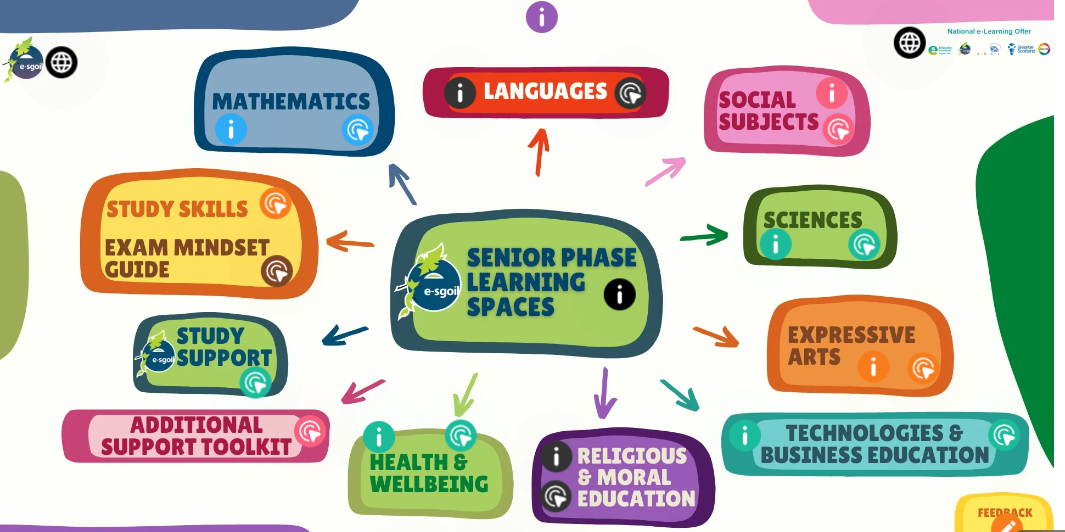 e-sgoil
National e-Learning Offer
MATHEMATICS
LANGUAGES
SOCIAL
SUBJECTS
STUDY SKILLS
EXAM MINDSET
GUIDE
e-sgoil
SENIOR PHASE
LEARNING
SPACES
SCIENCES
e-sgoil
STUDY
SUPPORT
EXPRESSIVE
ARTS
ADDITIONAL
SUPPORT TOOLKIT
HEALTH &
WELLBEING
RELIGIOUS
& MORAL
EDUCATION
TECHNOLOGIES &
BUSINESS EDUCATION
FEEDBACK